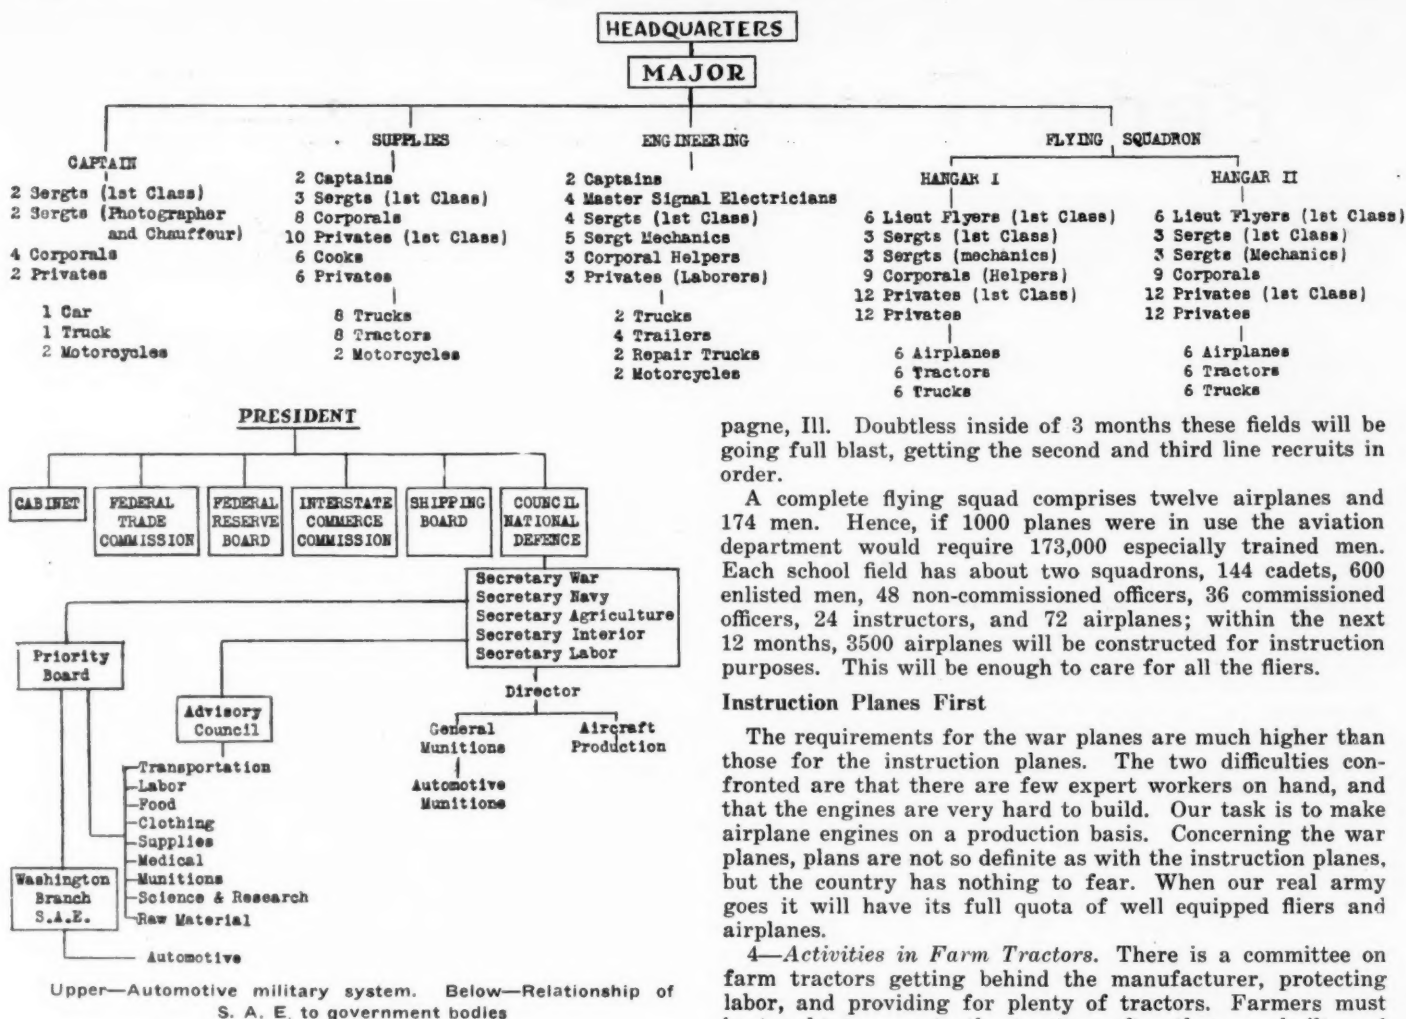 HEADQUARTERS
MAJOR
CAPTAIN
2 Sergts (1st Class)
2 Sergts (Photographer
and Chauffeur)
4 Corporals
2 Privates
1 Car
1 Truck
2 Motorcycles
SUPPLIES
2 Captains
3 Sergts (1st Class)
8 Corporals
10 Privates (1st Class)
6 Cooks
6 Privates
8 Trucks
8 Tractors
2 Motorcycles
ENGINEERING
2 Captains
4 Master Signal Electricians
4 Sergts (1st Class)
5 Sergt Mechanics
3 Corporal Helpers
3 Privates (Laborers)
2 Trucks
4 Trailers
2 Repair Trucks
2 Motorcycles
FLYING SQUADRON
HANGAR I
6 Lieut Flyers (1st Class)
3 Sergts (1st Class)
3 Sergts (mechanics)
9 Corporals (Helpers)
12 Privates (1st Class)
12 Privates
6 Airplanes
6 Tractors
6 Trucks
HANGAR II
6 Lieut Flyers (1st Class)
3 Sergts (1st Class)
3 Sergts (Mechanics)
9 Corporals
12 Privates (1st Class)
12 Privates
6 Airplanes
6 Tractors
6 Trucks
PRESIDENT
CABINET
FEDERAL
TRADE
COMMISSION
FEDERAL
RESERVE
BOARD
INTERSTATE
COMMERCE
COMMISSION
SHIPPING
BOARD
COUNCIL
NATIONAL
DEFENCE
Secretary War
Secretary Navy
Secretary Agriculture
Secretary Interior
Secretary Labor
Priority
Board
Advisory
Council
Director
General
Munitions
Aircraft
Production
Automotive
Munitions
Transportation
Labor
Food
Clothing
Supplies
Medical
Munitions
Science & Research
Raw Material
Washington
Branch
S.A.E.
Automotive
Upper—Automotive military system. Below—Relationship of
S. A. E. to government bodies
pagne, Ill. Doubtless inside of 3 months these fields will be
going full blast, getting the second and third line recruits in
order.
A complete flying squad comprises twelve airplanes and
174 men. Hence, if 1000 planes were in use the aviation
department would require 173,000 especially trained men.
Each school field has about two squadrons, 144 cadets, 600
enlisted men, 48 non-commissioned officers, 36 commissioned
officers, 24 instructors, and 72 airplanes; within the next
12 months, 3500 airplanes will be constructed for instruction
purposes. This will be enough to care for all the fliers.
Instruction Planes First
The requirements for the war planes are much higher than
those for the instruction planes. The two difficulties con-
fronted are that there are few expert workers on hand, and
that the engines are very hard to build. Our task is to make
airplane engines on a production basis. Concerning the war
planes, plans are not so definite as with the instruction planes,
but the country has nothing to fear. When our real army
goes it will have its full quota of well equipped fliers and
airplanes.
4—Activities in Farm Tractors. There is a committee on
farm tractors getting behind the manufacturer, protecting
labor, and providing for plenty of tractors. Farmers must